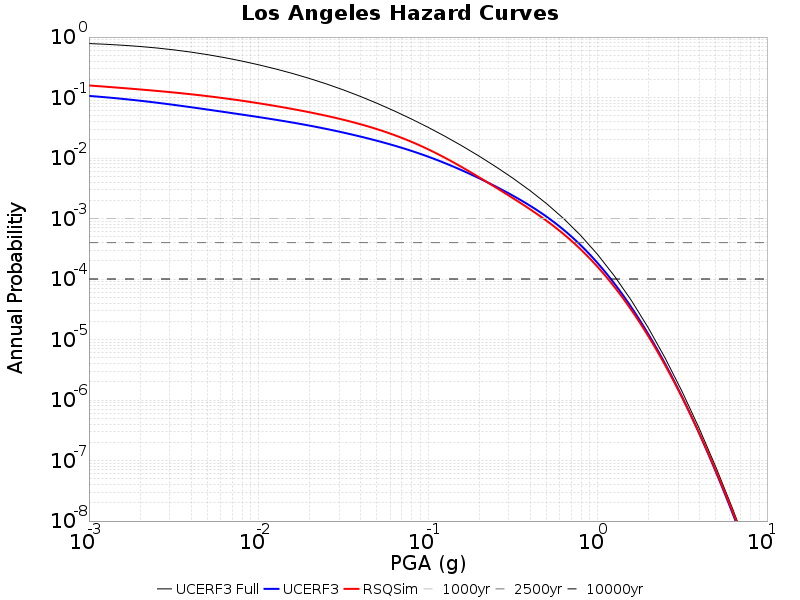 Los Angeles Hazard Curves
10^0
10^-1
10^-2
10^-3
10^-4
10^-5
10^-6
10^-7
10^-8
Annual Probabilitiy
10^-3 10^-2 10^-1 10^0 10^1
PGA (g)
UCERF3 Full UCERF3 RSQSim 1000yr 2500yr 10000yr